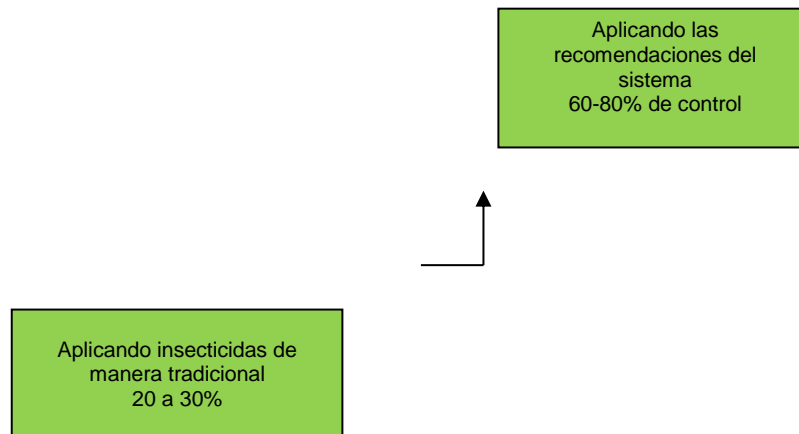 Aplicando las
recomendaciones del
sistema
60-80% de control
Aplicando insecticidas de
manera tradicional
20 a 30%